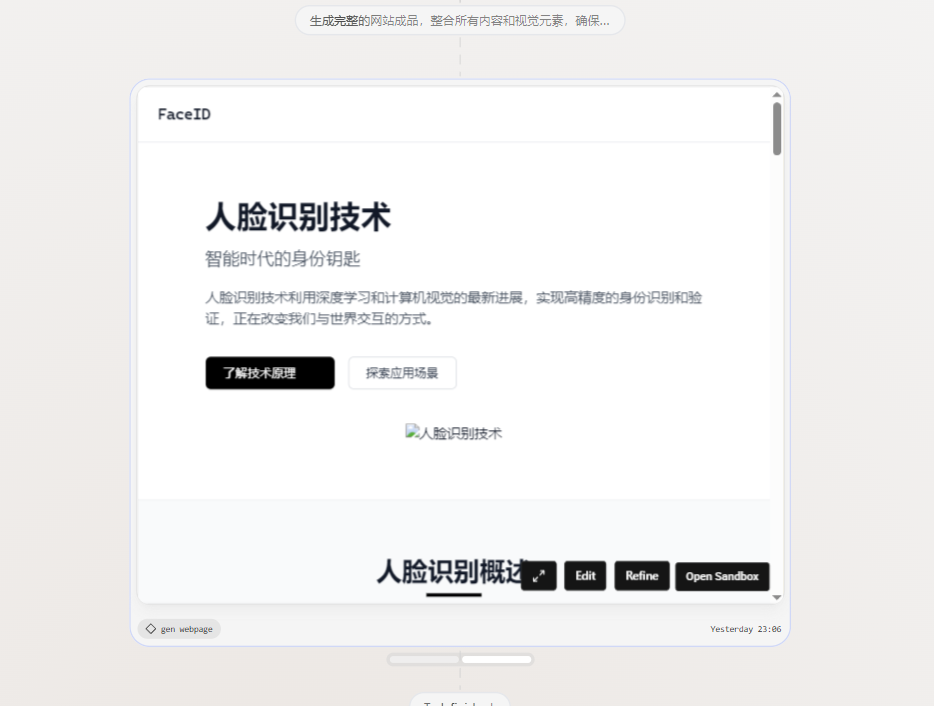 生成完整的网站成品，整合所有内容和视觉元素，确保...
FaceID
人脸识别技术
智能时代的身份钥匙
人脸识别技术利用深度学习和计算机视觉的最新进展，实现高精度的身份识别和验
证，正在改变我们与世界交互的方式。
了解技术原理
探索应用场景
人脸识别技术
人脸识别概述
Edit
Refine
Open Sandbox
gen webpage
Yesterday 23:06